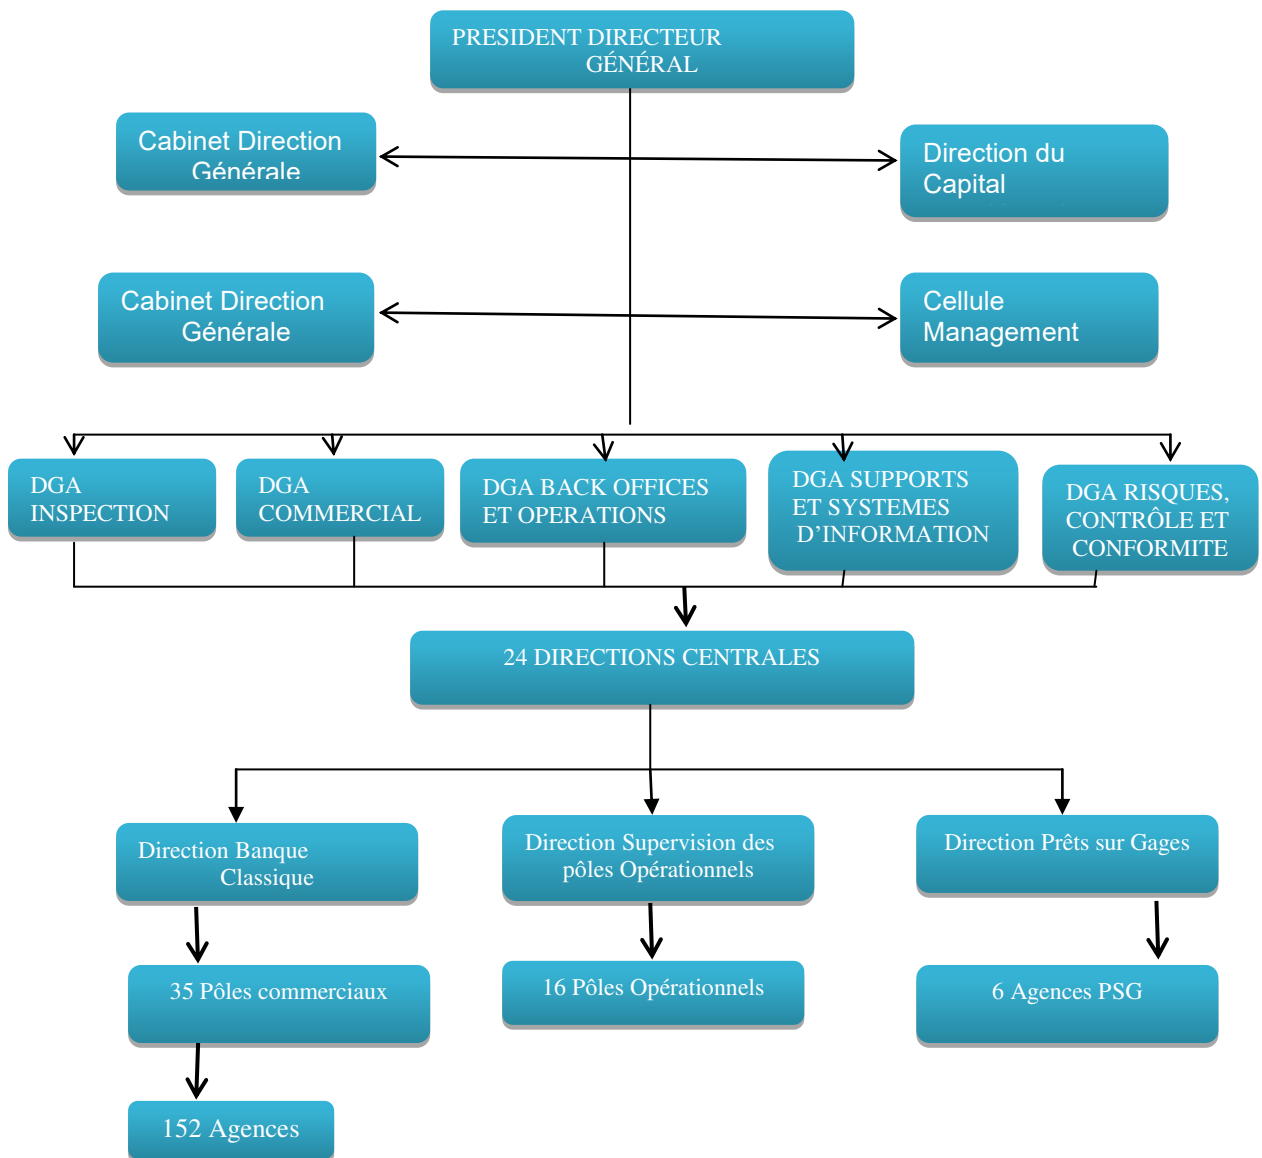 PRESIDENT DIRECTEUR
GÉNÉRAL
Cabinet Direction
Générale
Direction du
Capital
Cabinet Direction
Générale
Cellule
Management
DGA
INSPECTION
DGA
COMMERCIAL
DGA BACK OFFICES
ET OPERATIONS
DGA SUPPORTS
ET SYSTEMES
D’INFORMATION
DGA RISQUES,
CONTRÔLE ET
CONFORMITE
24 DIRECTIONS CENTRALES
Direction Banque
Classique
Direction Supervision des
pôles Opérationnels
Direction Prêts sur Gages
35 Pôles commerciaux
16 Pôles Opérationnels
6 Agences PSG
152 Agences